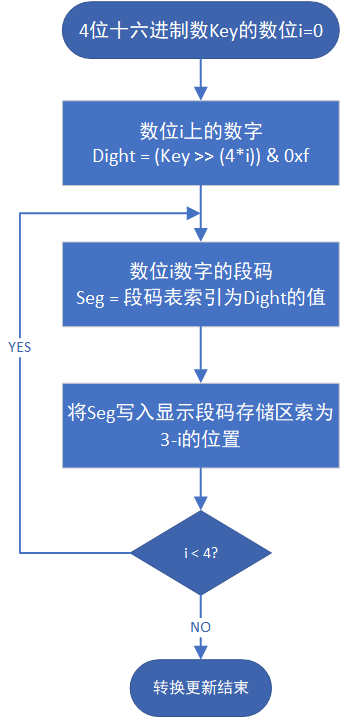 4位十六进制数Key的数位i=0
数位i上的数字
Dight = (Key >> (4*i)) & 0xf
数位i数字的段码
Seg = 段码表索引为Dight的值
YES
将Seg写入显示段码存储区索为
3-i的位置
i < 4?
NO
转换更新结束